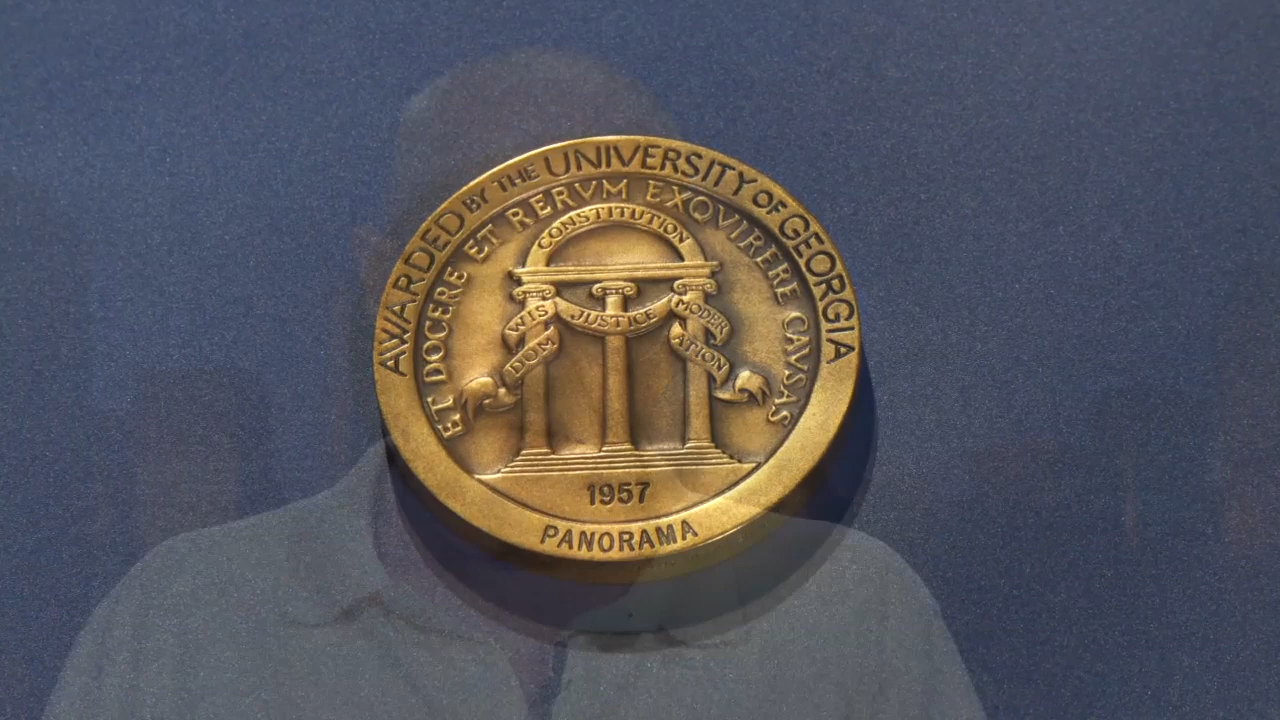 AWARDED BY THE UNIVERSITY OF GEORGIA
ET DOCERE ET RERVM EXQVIRERE CAVSAS
CONSTITUTION
WIS
DOM
JUSTICE
MODER
ATION
1957
PANORAMA